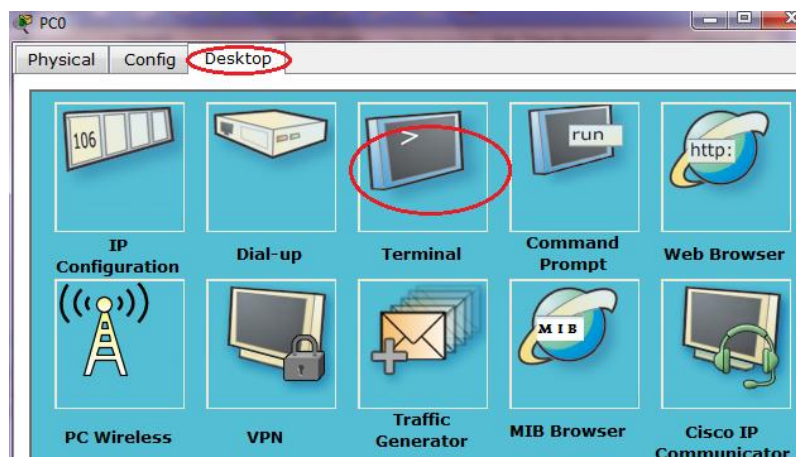 PC0
Physical
Config
Desktop
106
>
run
http:
IP
Configuration
Dial-up
Terminal
Command
Prompt
Web Browser
MIB
PC Wireless
VPN
Traffic
Generator
MIB Browser
Cisco IP
Communicator